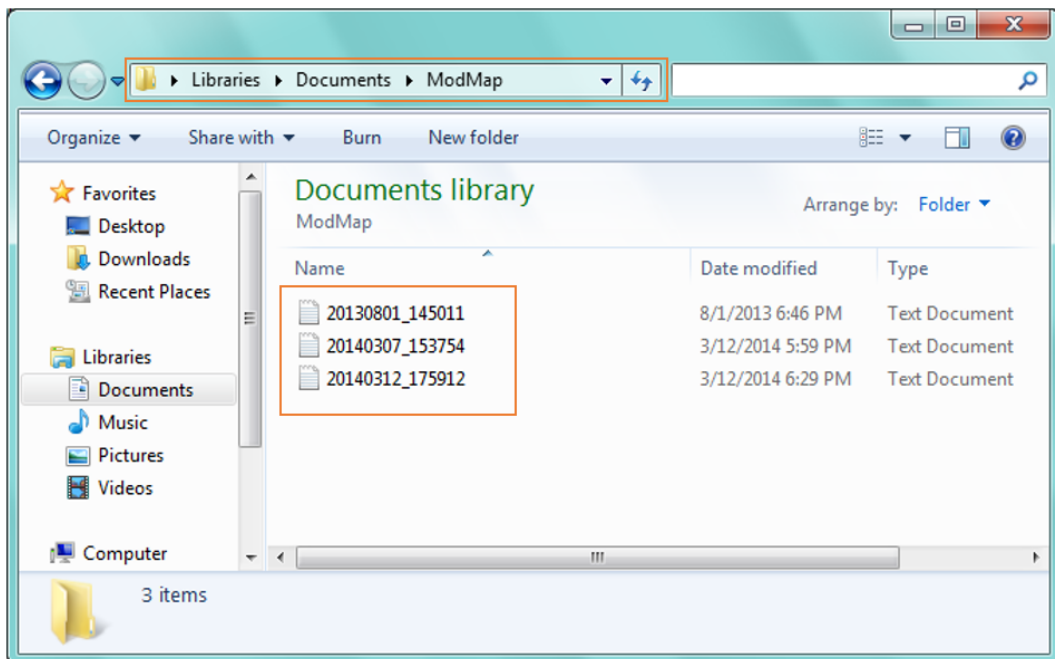 Libraries Documents ModMap
Organize Share with Burn New folder
Favorites
Desktop
Downloads
Recent Places
Libraries
Documents
Music
Pictures
Videos
Computer
Documents library
ModMap
Arrange by: Folder
Name Date modified Type
20130801_145011 8/1/2013 6:46 PM Text Document
20140307_153754 3/12/2014 5:59 PM Text Document
20140312_175912 3/12/2014 6:29 PM Text Document
3 items